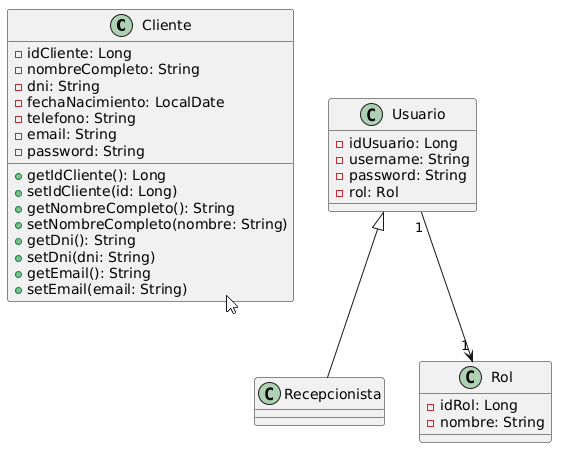 C Cliente
idCliente: Long
nombreCompleto: String
dni: String
fechaNacimiento: LocalDate
telefono: String
email: String
password: String
getIdCliente(): Long
setIdCliente(id: Long)
getNombreCompleto(): String
setNombreCompleto(nombre: String)
getDni(): String
setDni(dni: String)
getEmail(): String
setEmail(email: String)
C Usuario
idUsuario: Long
username: String
password: String
rol: Rol
1
1
C Recepcionista
C Rol
idRol: Long
nombre: String